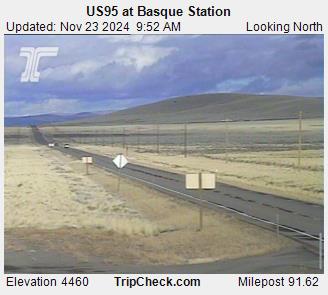 US95 at Basque Station
Updated: Nov 23 2024 9:52 AM Looking North
Elevation 4460 TripCheck.com Milepost 91.62